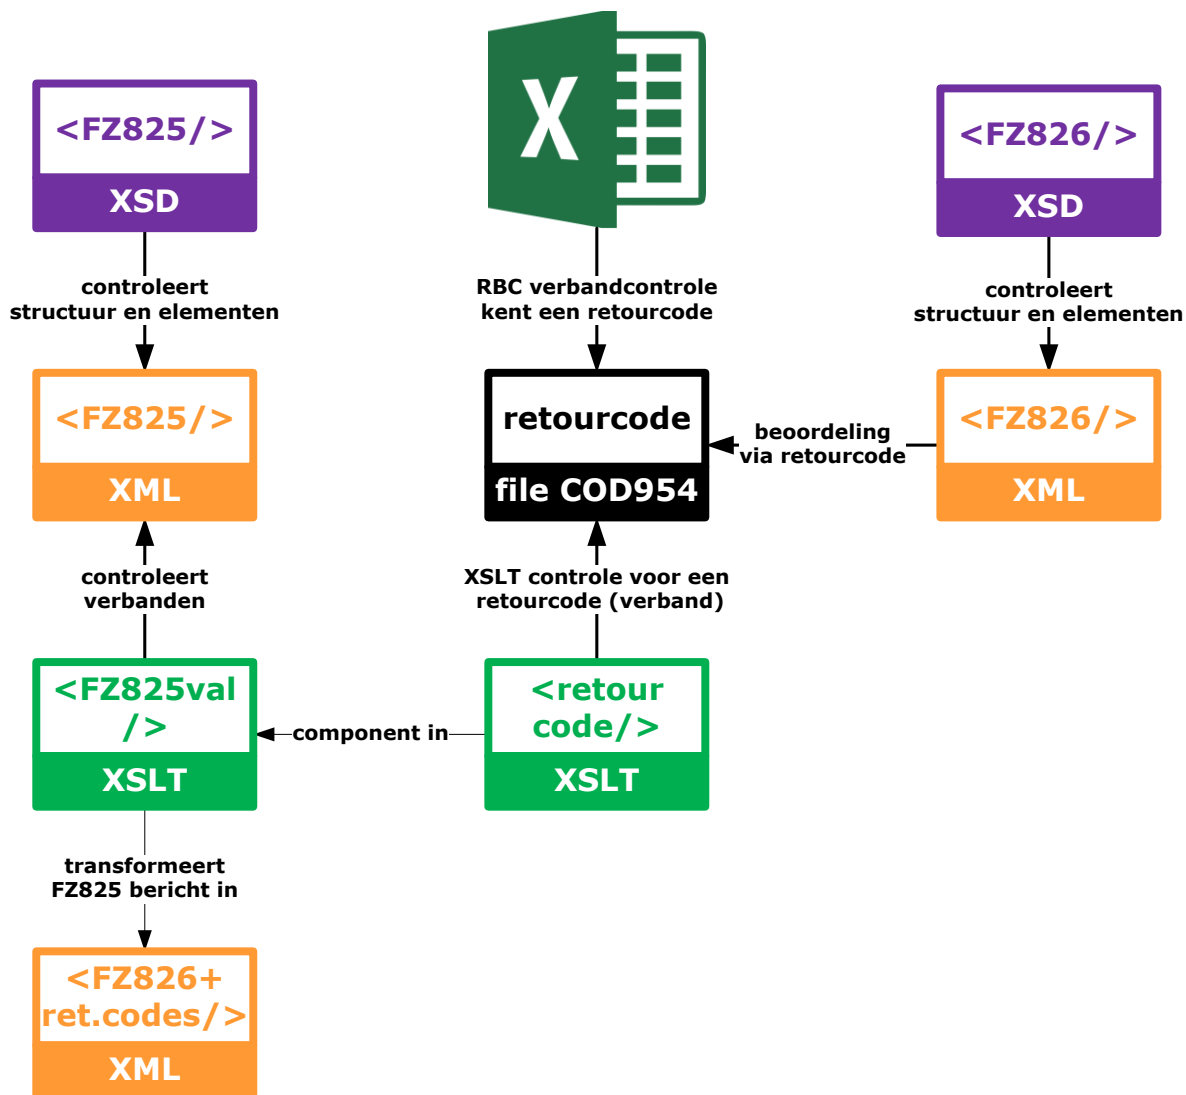 <FZ825/>
XSD
controleert
structuur en elementen
<FZ825/>
XML
controleert
verbanden
<FZ825val
/>
XSLT
transformeert
FZ825 bericht in
<FZ826+
ret.codes/>
XML
X
RBC verbandcontrole
kent een retourcode
retourcode
file COD954
XSLT controle voor een
retourcode (verband)
<retour
code/>
XSLT
component in
<FZ826/>
XSD
controleert
structuur en elementen
<FZ826/>
XML
beoordeling
via retourcode